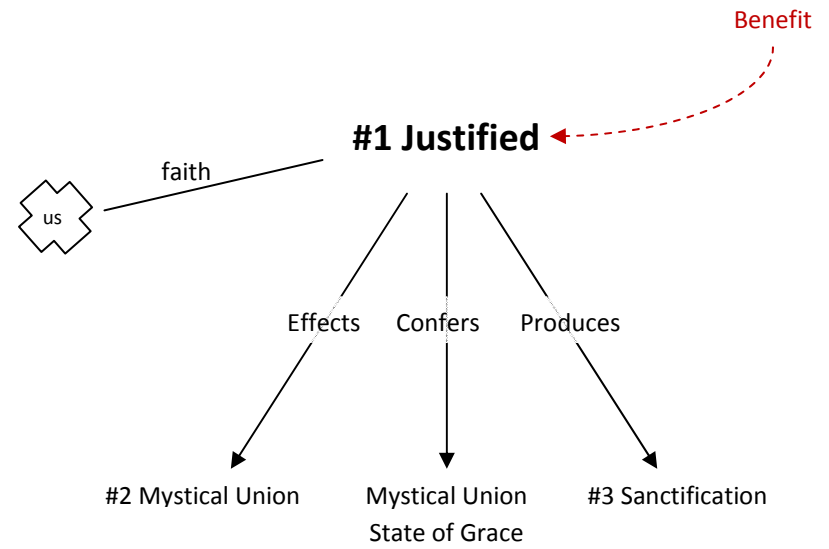 Benefit
#1 Justified
faith
us
Effects Confers Produces
#2 Mystical Union Mystical Union #3 Sanctification
State of Grace